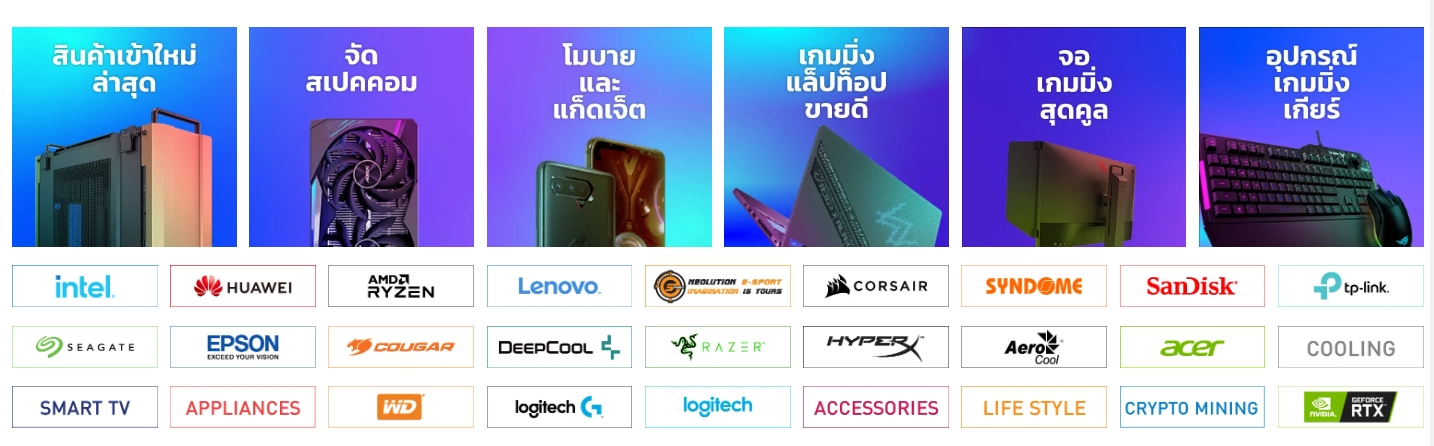 สินค้าเข้าใหม่
ล่าสุด
จัด
สเปคคอม
โมบาย
และ
แก็ดเจ็ต
เกมมิ่ง
แล็ปท็อป
ขายดี
จอ
เกมมิ่ง
สุดคูล
อุปกรณ์
เกมมิ่ง
เกียร์
intel.
HUAWEI
AMD
RYZEN
Lenovo
NEOLUTION E-SPORT
IMAGINATION IS YOURS
CORSAIR
SYNDOME
SanDisk
tp-link
SEAGATE
EPSON
EXCEED YOUR VISION
COUGAR
DEEPCOOL
RAZER
HYPERX
Aero
Cool
acer
COOLING
SMART TV
APPLIANCES
WD
logitech G
logitech
ACCESSORIES
LIFE STYLE
CRYPTO MINING
NVIDIA.
GEFORCE
RTX